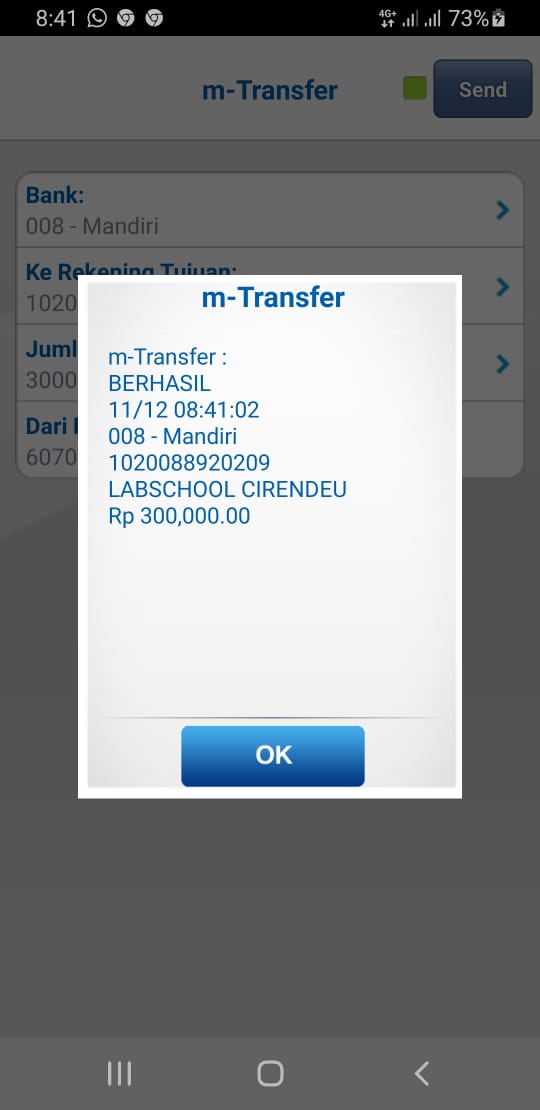 8:41 4G+ 73%
m-Transfer Send
Bank:
008 - Mandiri
Ke Rekening Tujuan:
1020
Juml
3000
Dari
6070
m-Transfer
m-Transfer :
BERHASIL
11/12 08:41:02
008 - Mandiri
1020088920209
LABSCHOOL CIRENDEU
Rp 300,000.00
OK